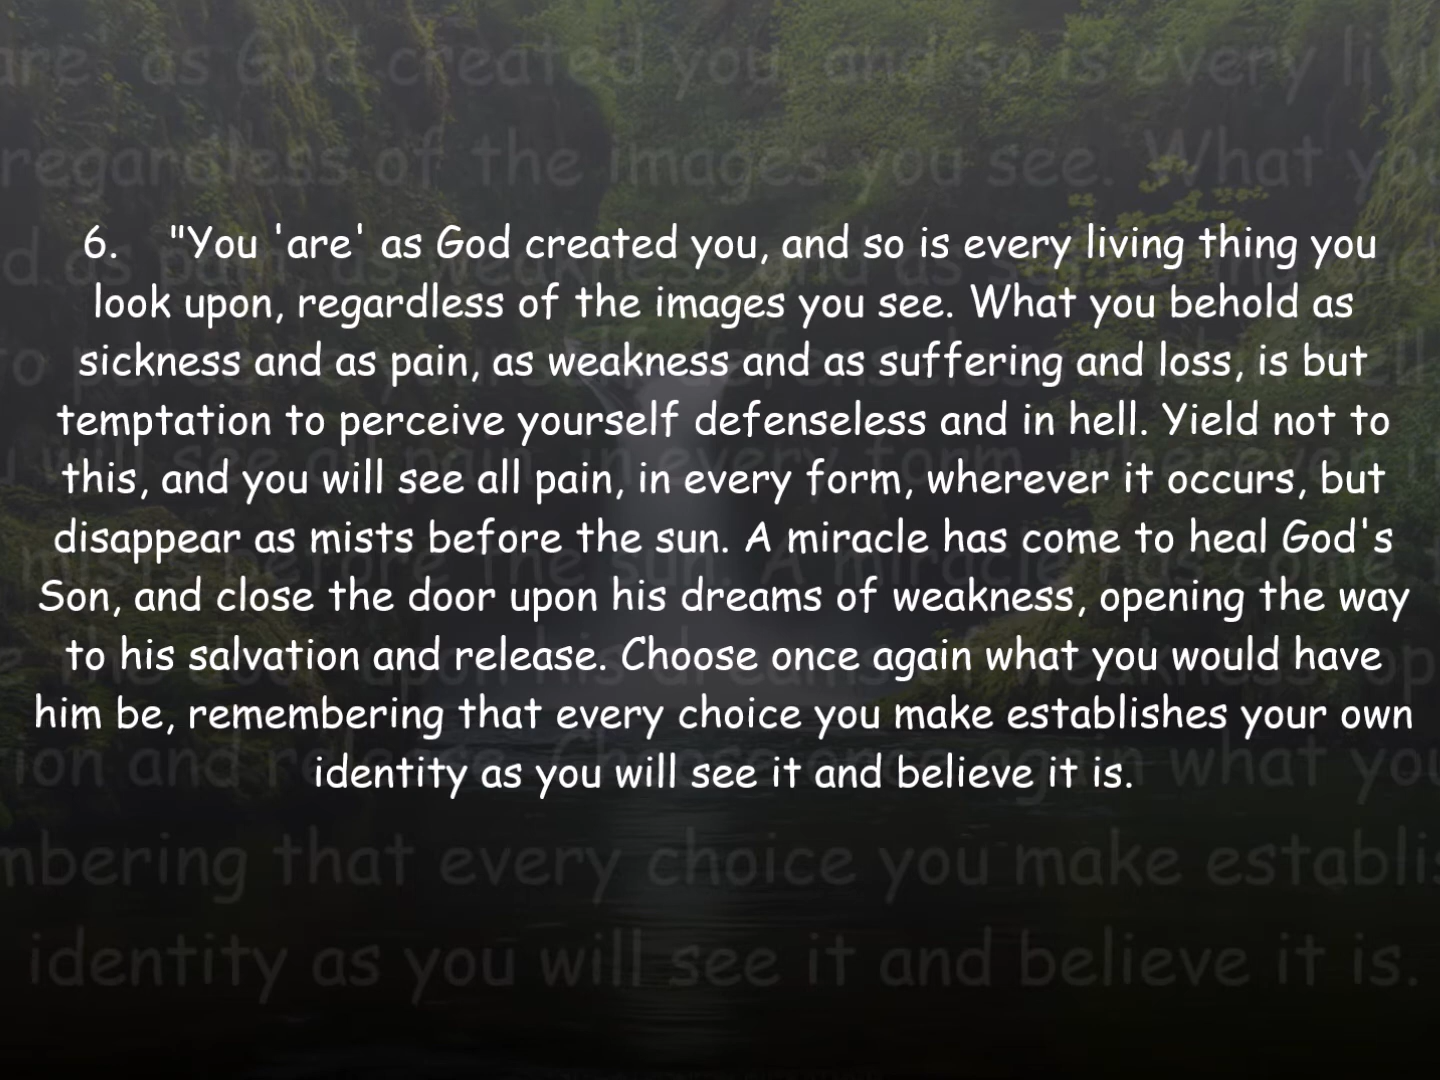 6. "You 'are' as God created you, and so is every living thing you
look upon, regardless of the images you see. What you behold as
sickness and as pain, as weakness and as suffering and loss, is but
temptation to perceive yourself defenseless and in hell. Yield not to
this, and you will see all pain, in every form, wherever it occurs, but
disappear as mists before the sun. A miracle has come to heal God's
Son, and close the door upon his dreams of weakness, opening the way
to his salvation and release. Choose once again what you would have
him be, remembering that every choice you make establishes your own
identity as you will see it and believe it is.